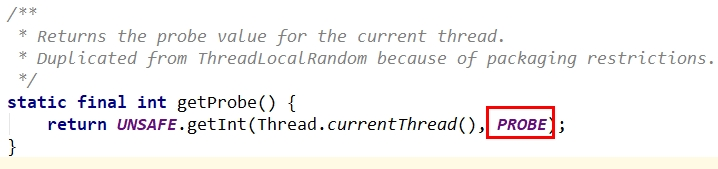 /**
* Returns the probe value for the current thread.
* Duplicated from ThreadLocalRandom because of packaging restrictions.
*/
static final int getProbe() {
return UNSAFE.getInt(Thread.currentThread(), PROBE);
}